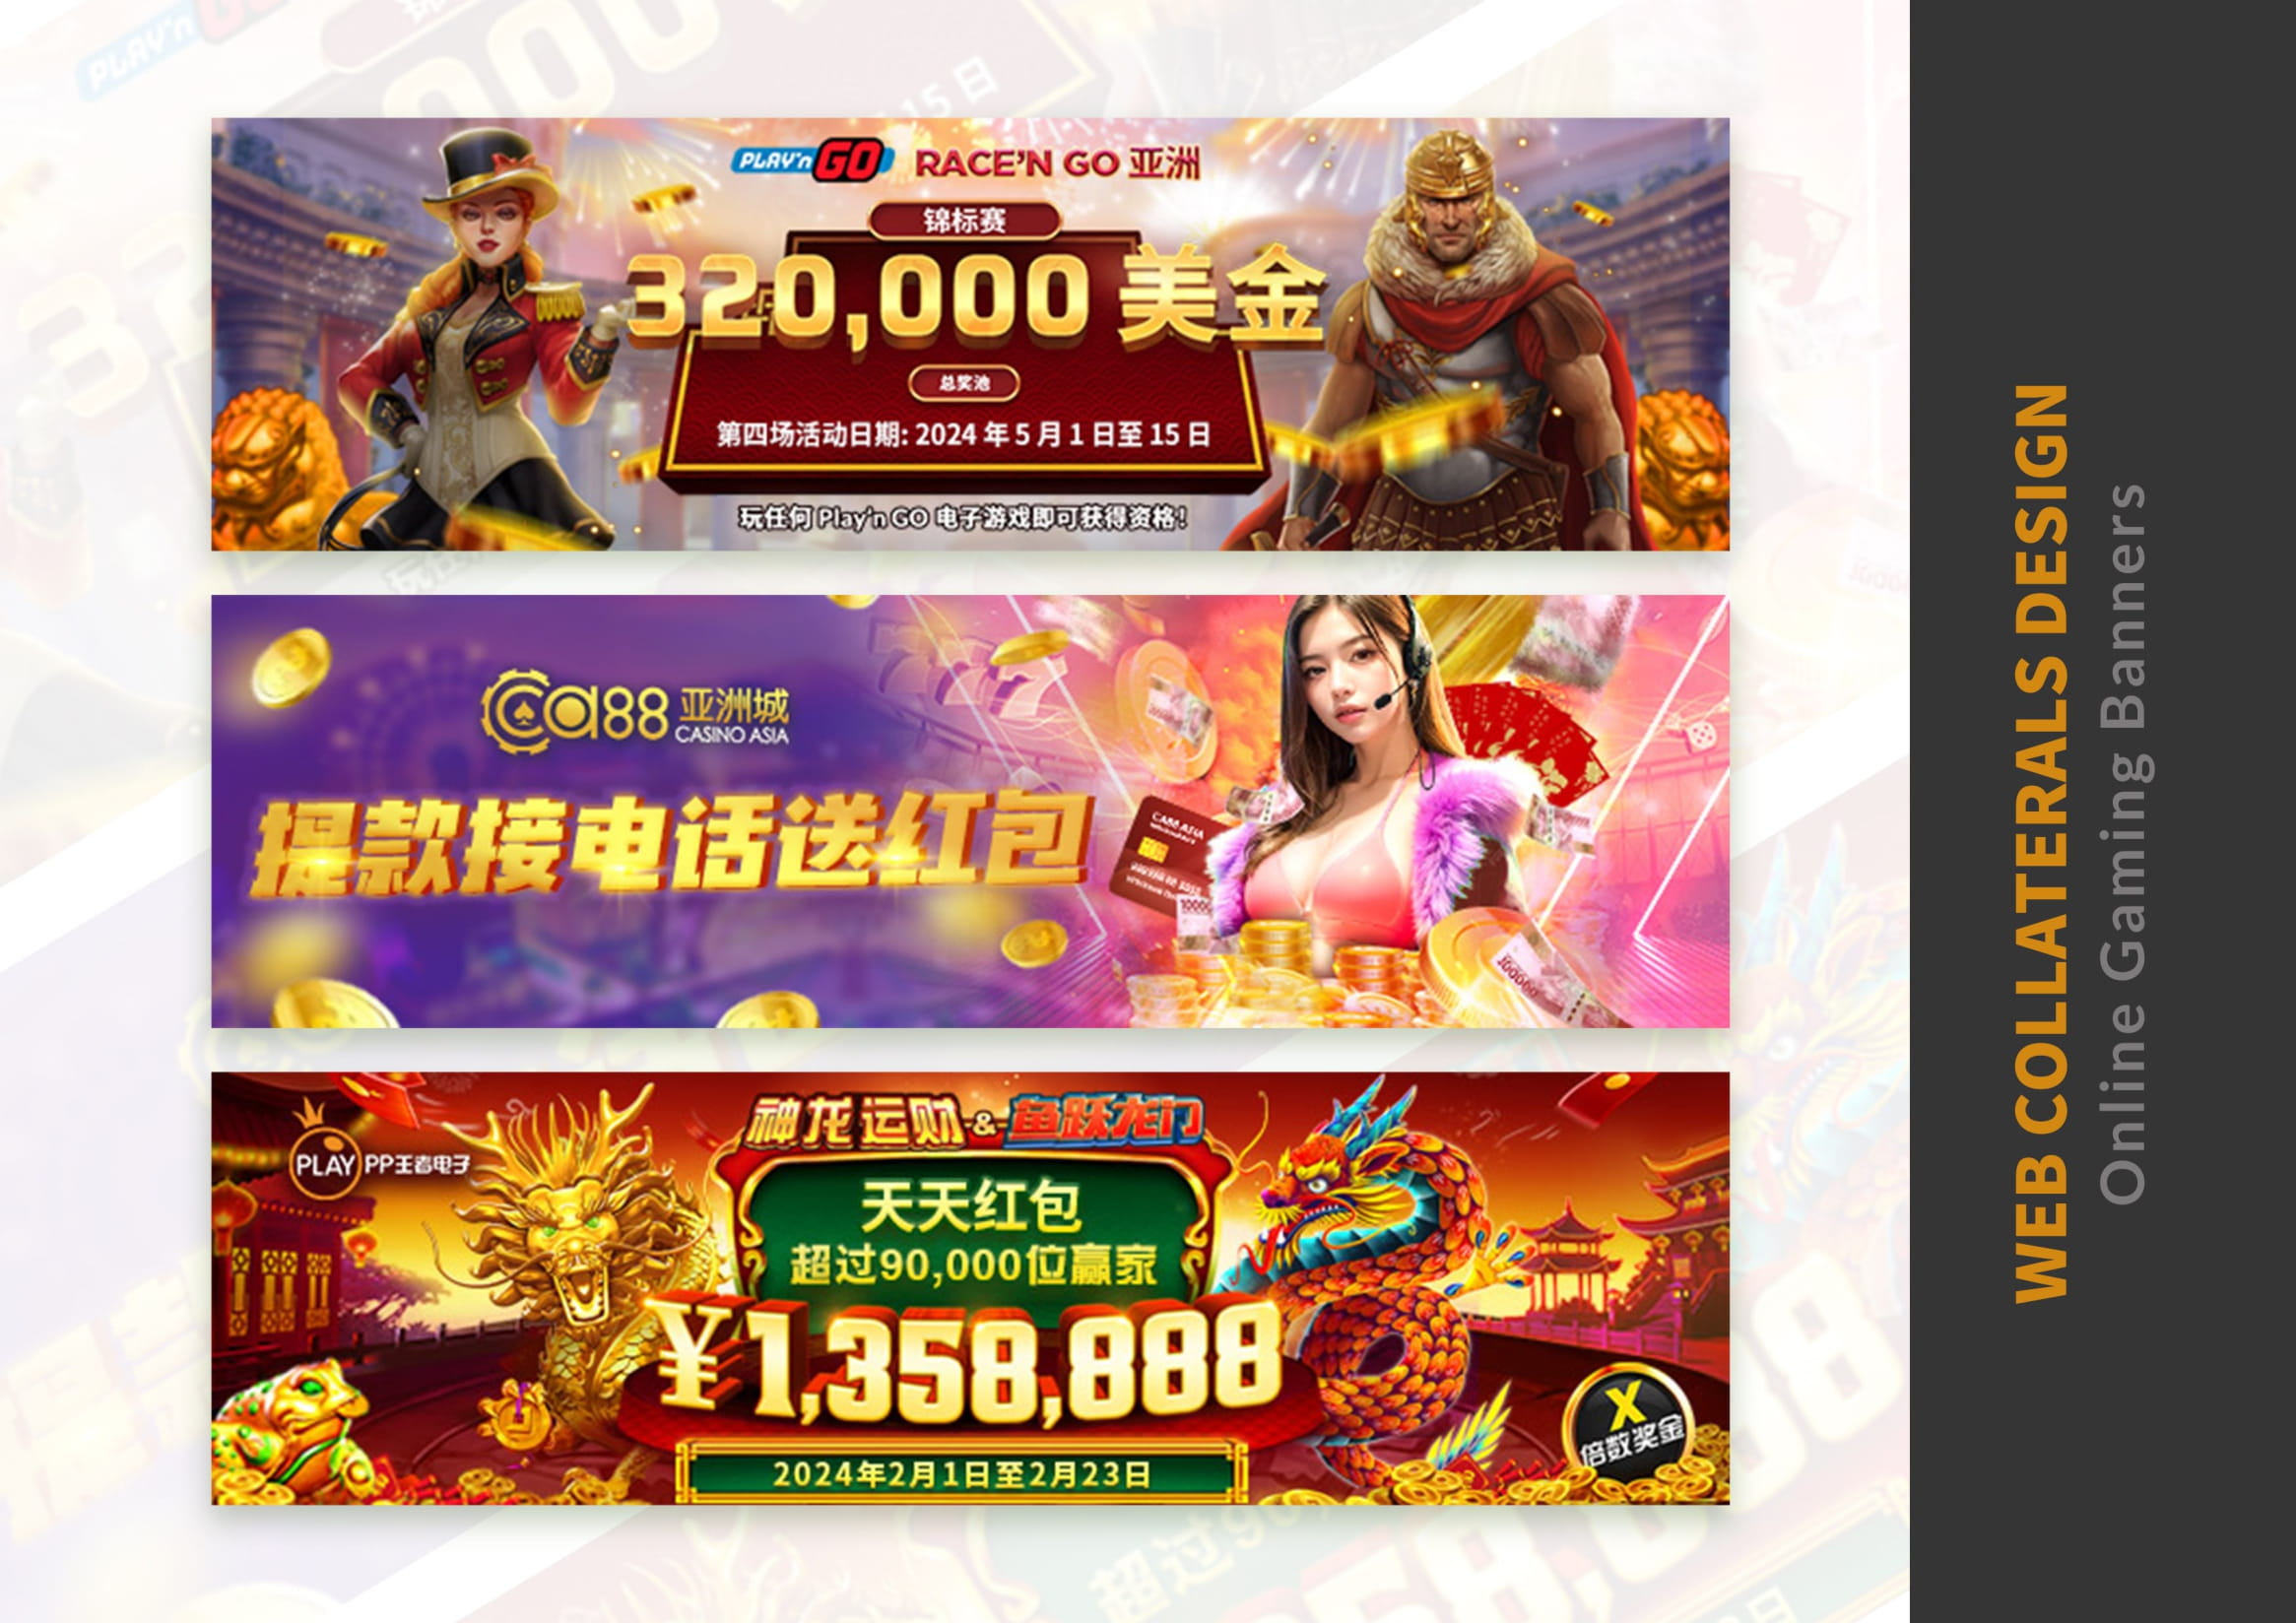 PLAY'n GO RACE'N GO 亚洲
锦标赛
320,000 美金
总奖池
第四场活动日期: 2024 年 5 月 1 日至 15 日
玩任何 Play'n GO 电子游戏即可获得资格!
ca88 亚洲城
CASINO ASIA
提款接电话送红包
777
CA88 ASIA
10000
100000
PLAY PP王者电子
神龙运财 & 鱼跃龙门
天天红包
超过90,000位赢家
¥1,358,888
2024年2月1日至2月23日
X
倍数奖金
WEB COLLATERALS DESIGN
Online Gaming Banners